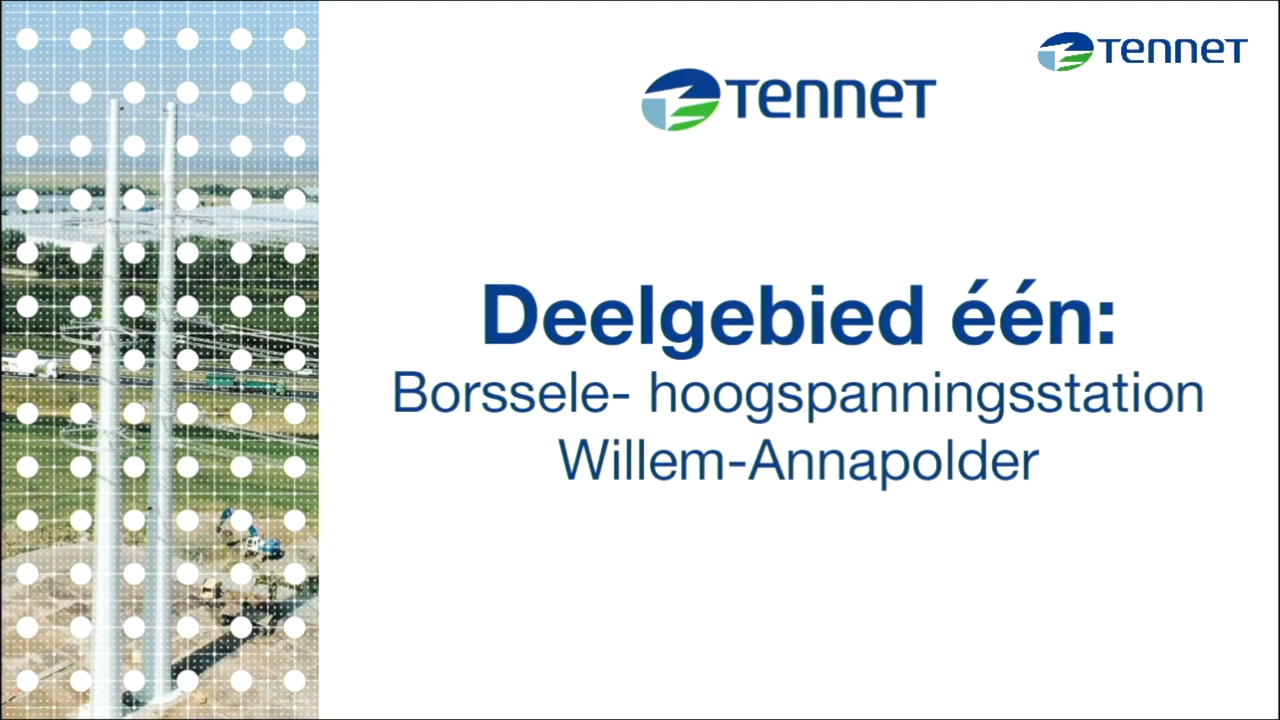 TenneT
TenneT
Deelgebied één:
Borssele- hoogspanningsstation
Willem-Annapolder